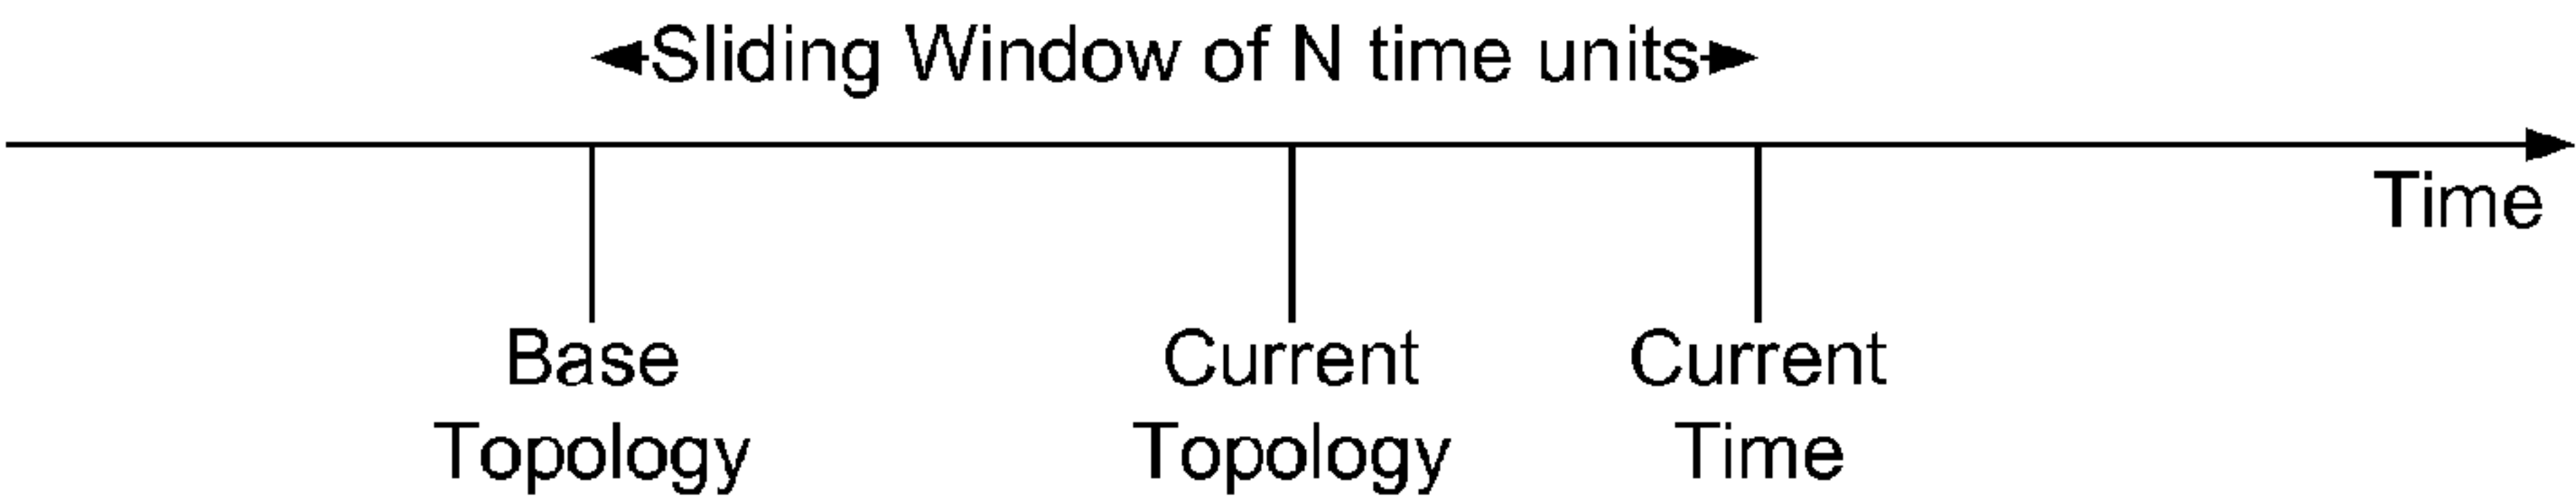 Sliding Window of N time units
Time
Base
Topology
Current
Topology
Current
Time